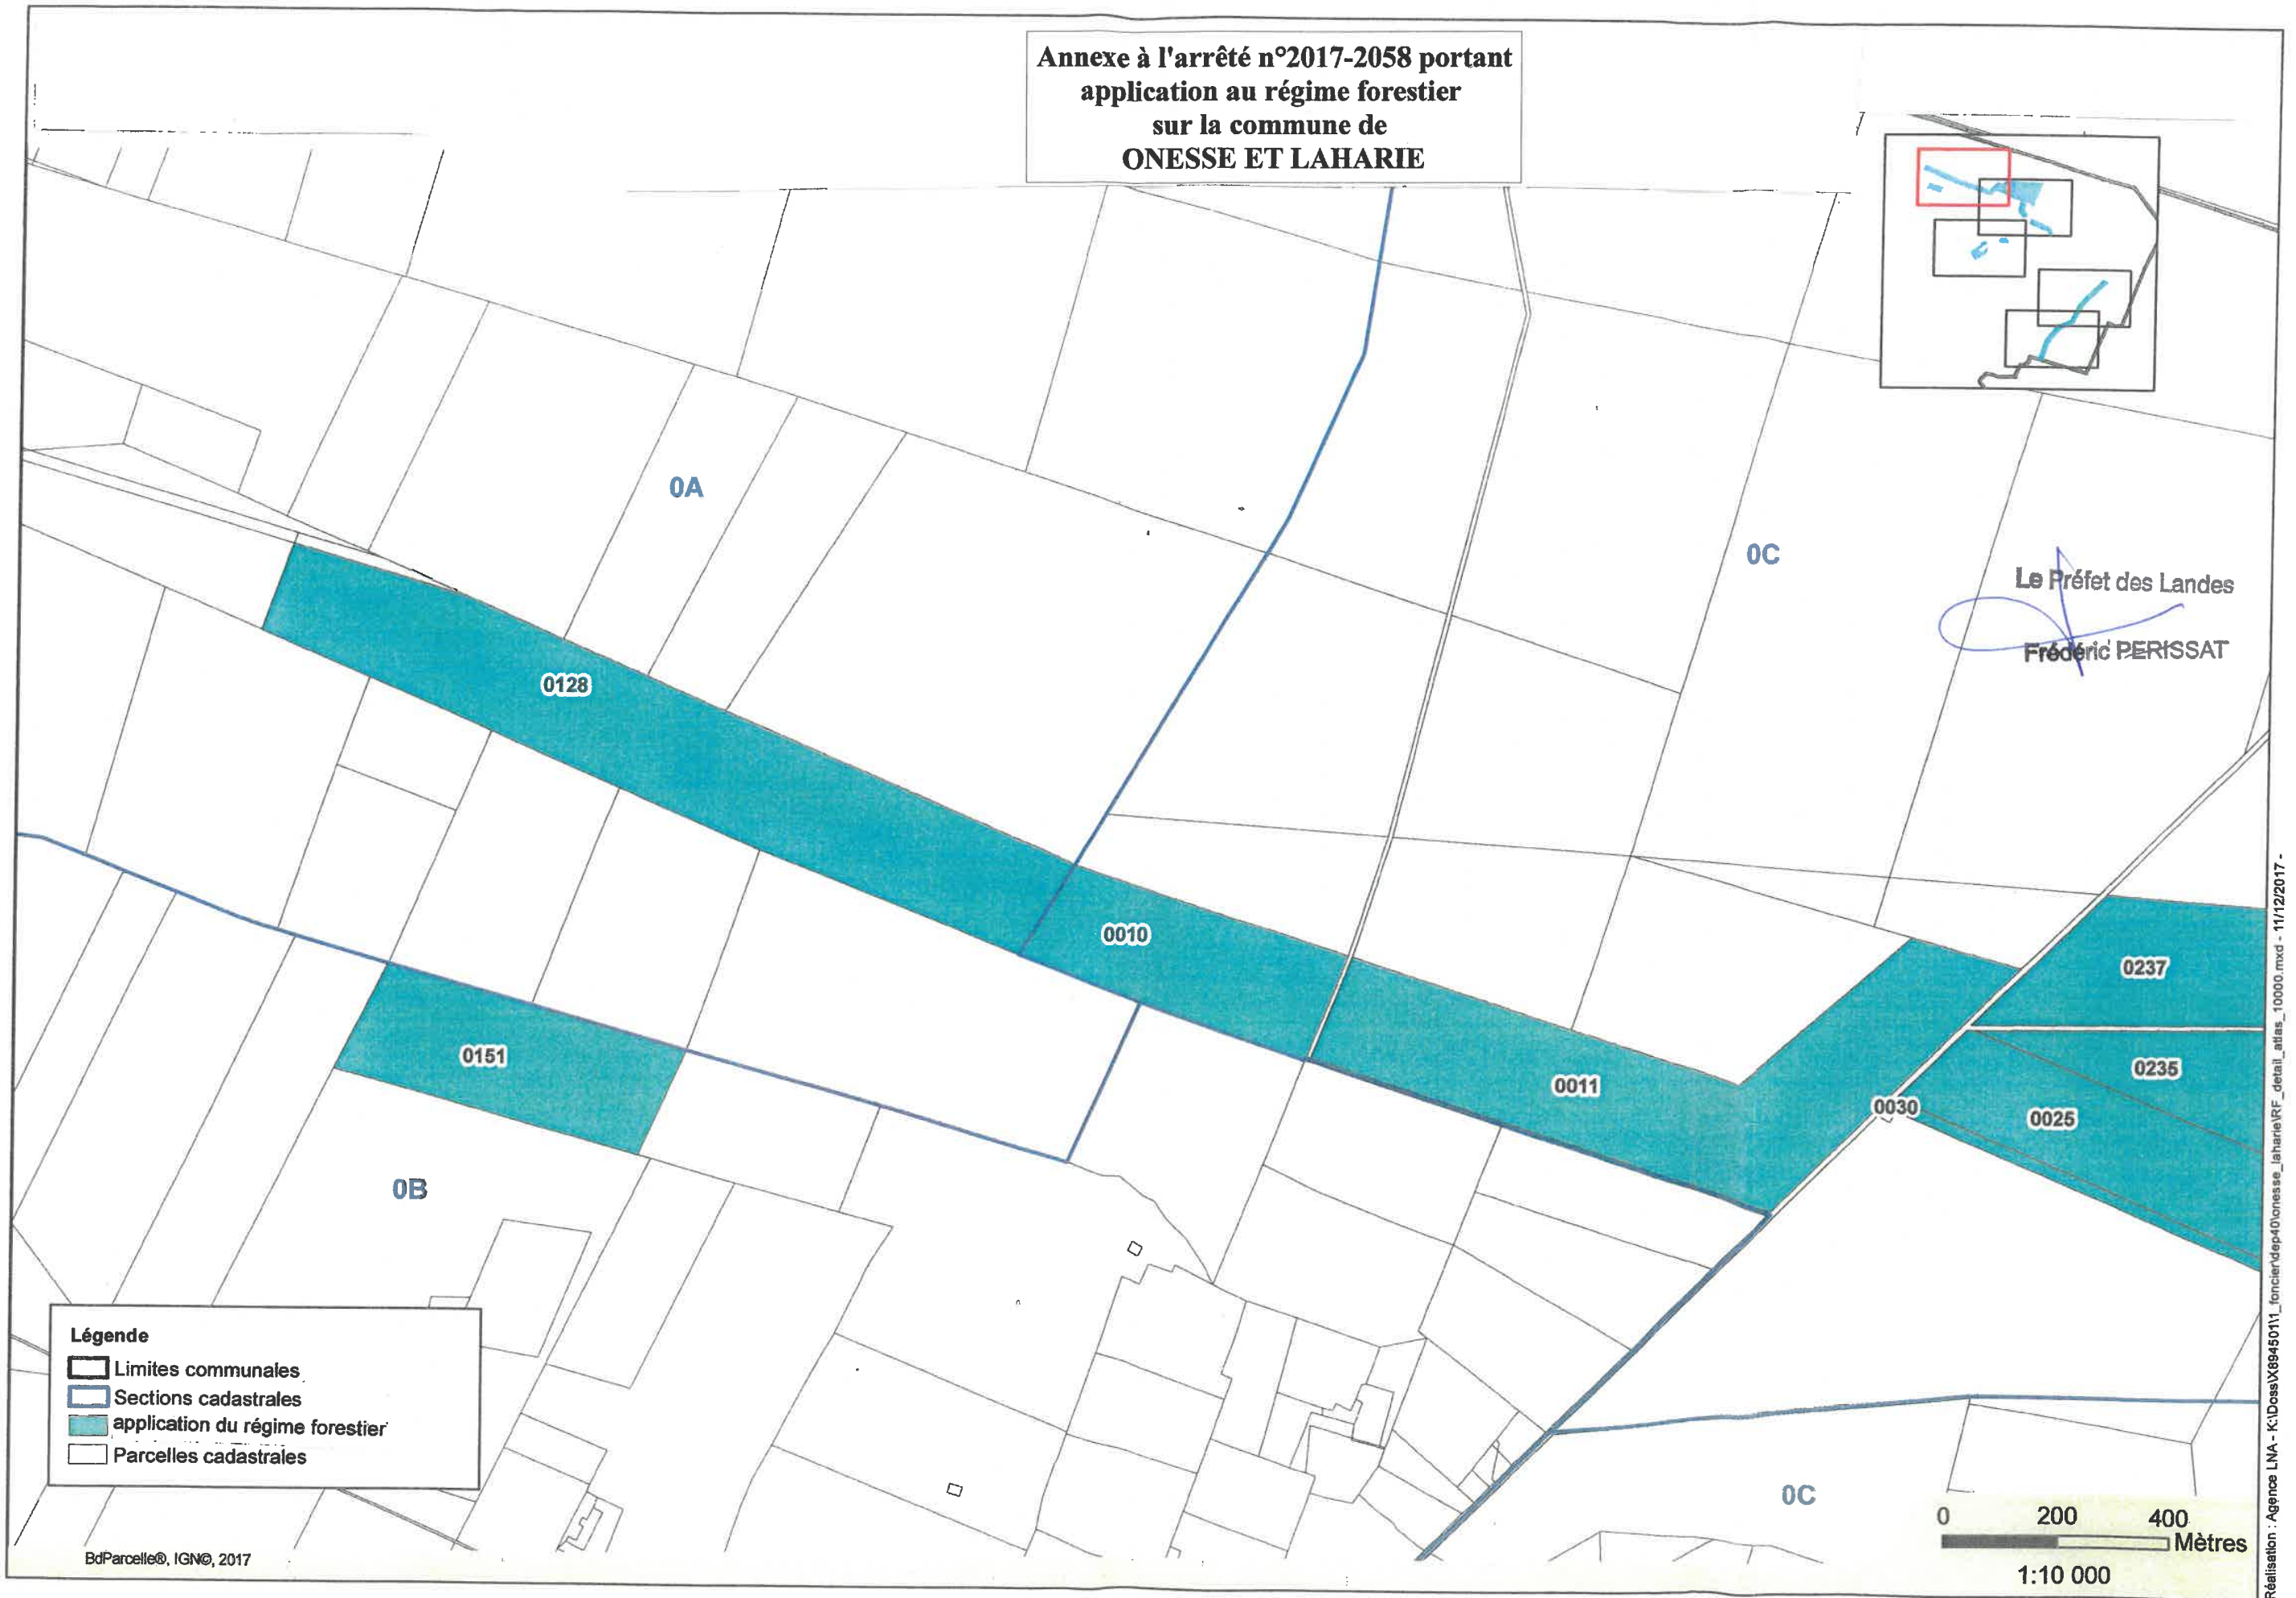 Annexe à l'arrêté n°2017-2058 portant
application au régime forestier
sur la commune de
ONESSE ET LAHARIE
0A
0C
Le Préfet des Landes
Frédéric PERISSAT
0128
0010
0237
0151
0011
0235
0030
0025
0B
Légende
Limites communales
Sections cadastrales
application du régime forestier
Parcelles cadastrales
0C
0 200 400
Mètres
1:10 000
BdParcelle®, IGN©, 2017
Réalisation : Agence LNA - K:\Doss\X694501\1_foncier\dep40\onesse_laharie\RF_detail_atlas_10000.mxd - 11/12/2017 -